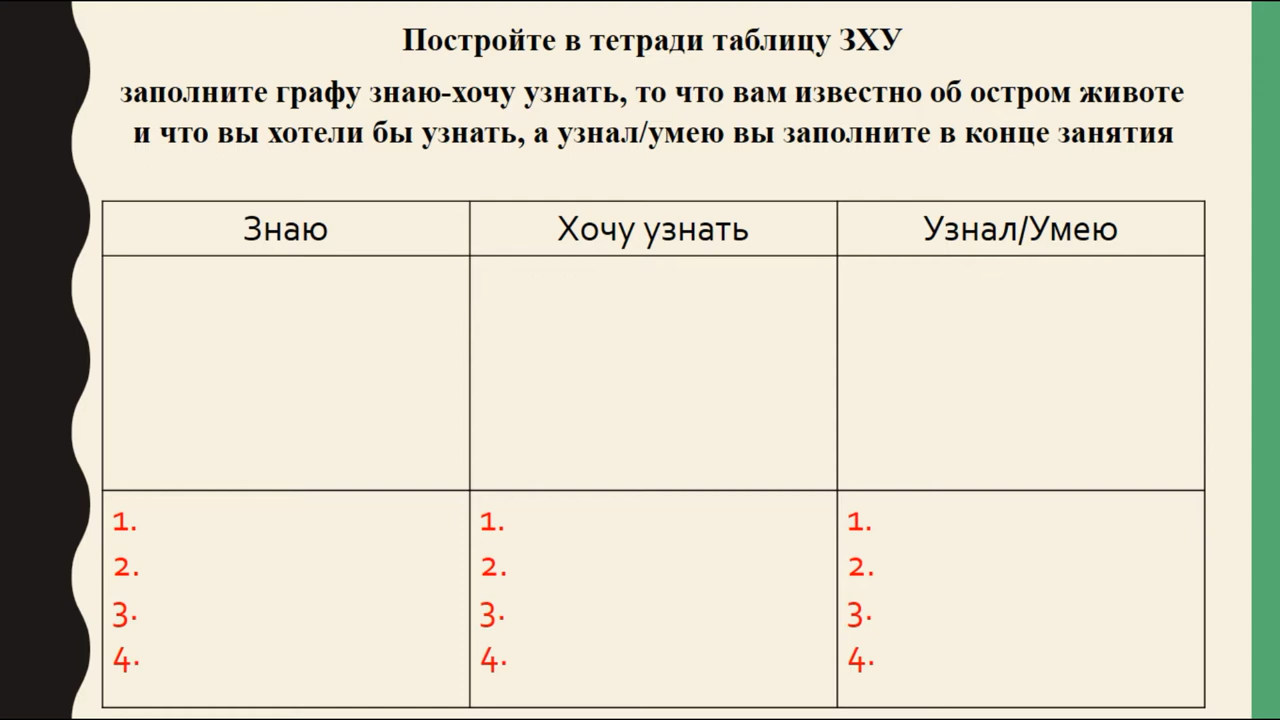 Постройте в тетради таблицу ЗХУ
заполните графу знаю-хочу узнать, то что вам известно об остром животе
и что вы хотели бы узнать, а узнал/умею вы заполните в конце занятия
Знаю Хочу узнать Узнал/Умею
1. 1. 1.
2. 2. 2.
3. 3. 3.
4. 4. 4.